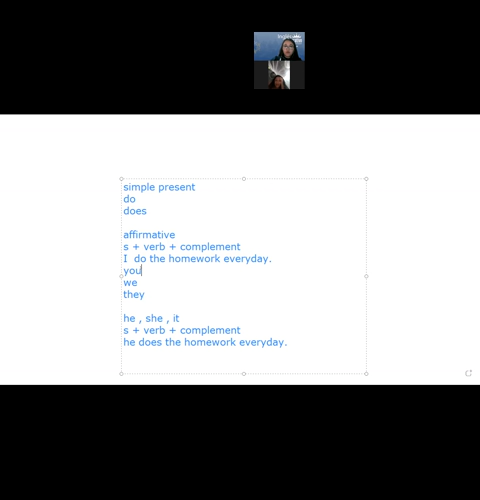 Inglés
simple present
do
does
affirmative
s + verb + complement
I do the homework everyday.
you
we
they
he , she , it
s + verb + complement
he does the homework everyday.